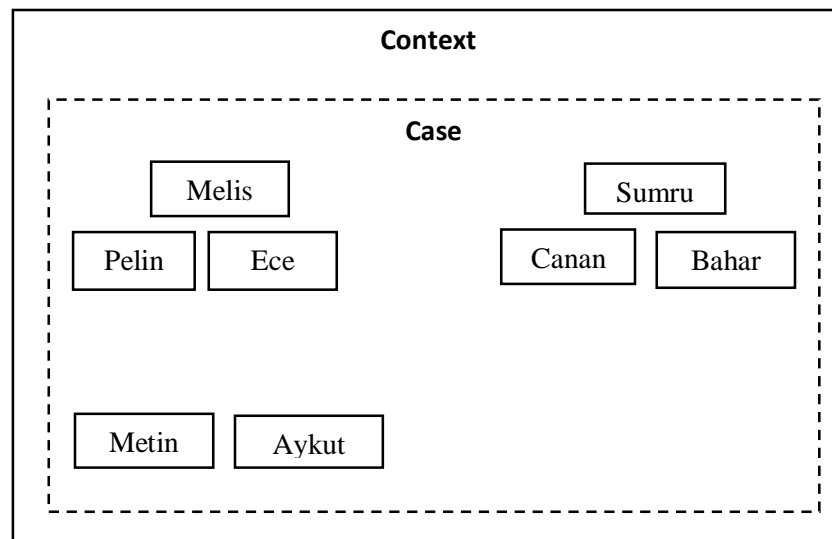 Context
Case
Melis
Sumru
Pelin
Ece
Canan
Bahar
Metin
Aykut